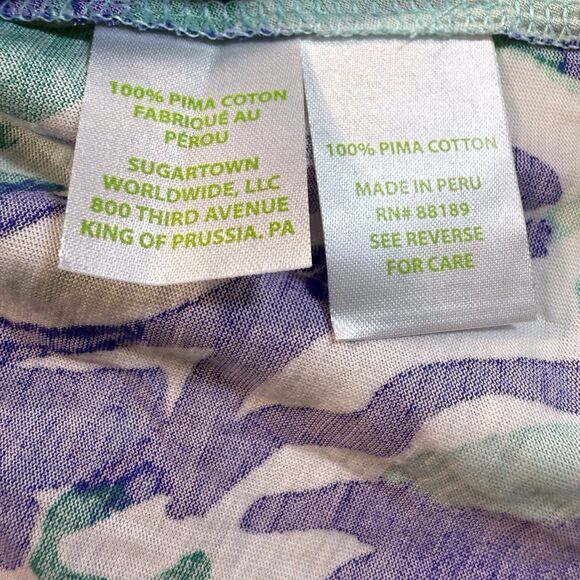 100% PIMA COTON
FABRIQUÉ AU
PÉROU
SUGARTOWN
WORLDWIDE, LLC
800 THIRD AVENUE
KING OF PRUSSIA. PA
100% PIMA COTTON
MADE IN PERU
RN# 88189
SEE REVERSE
FOR CARE